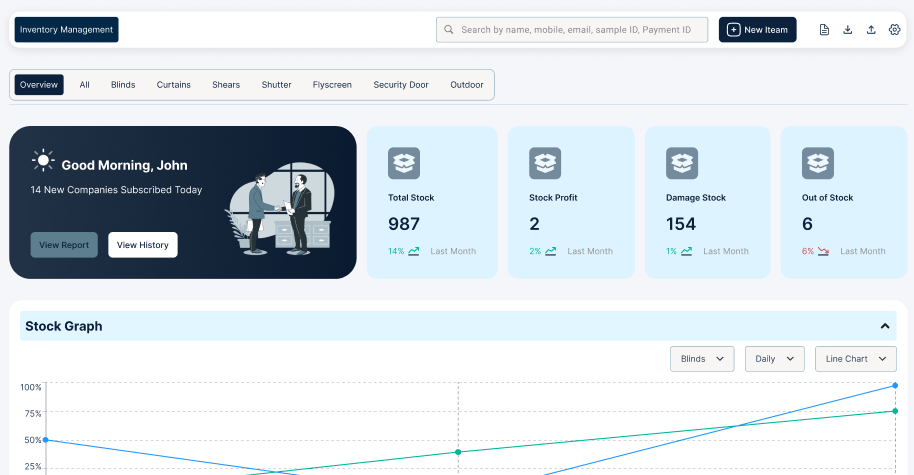 Inventory Management
Search by name, mobile, email, sample ID, Payment ID
New Iteam
Overview All Blinds Curtains Shears Shutter Flyscreen Security Door Outdoor
Good Morning, John
14 New Companies Subscribed Today
View Report View History
Total Stock
987
14% Last Month
Stock Profit
2
2% Last Month
Damage Stock
154
1% Last Month
Out of Stock
6
6% Last Month
Stock Graph
Blinds Daily Line Chart
100%
75%
50%
25%